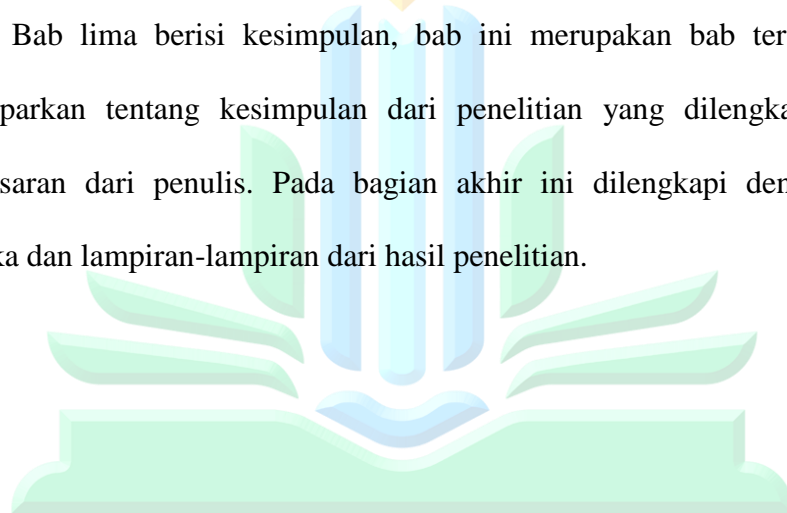 Bab lima berisi kesimpulan, bab ini merupakan bab ter
parkan tentang kesimpulan dari penelitian yang dilengka
saran dari penulis. Pada bagian akhir ini dilengkapi den
ka dan lampiran-lampiran dari hasil penelitian.